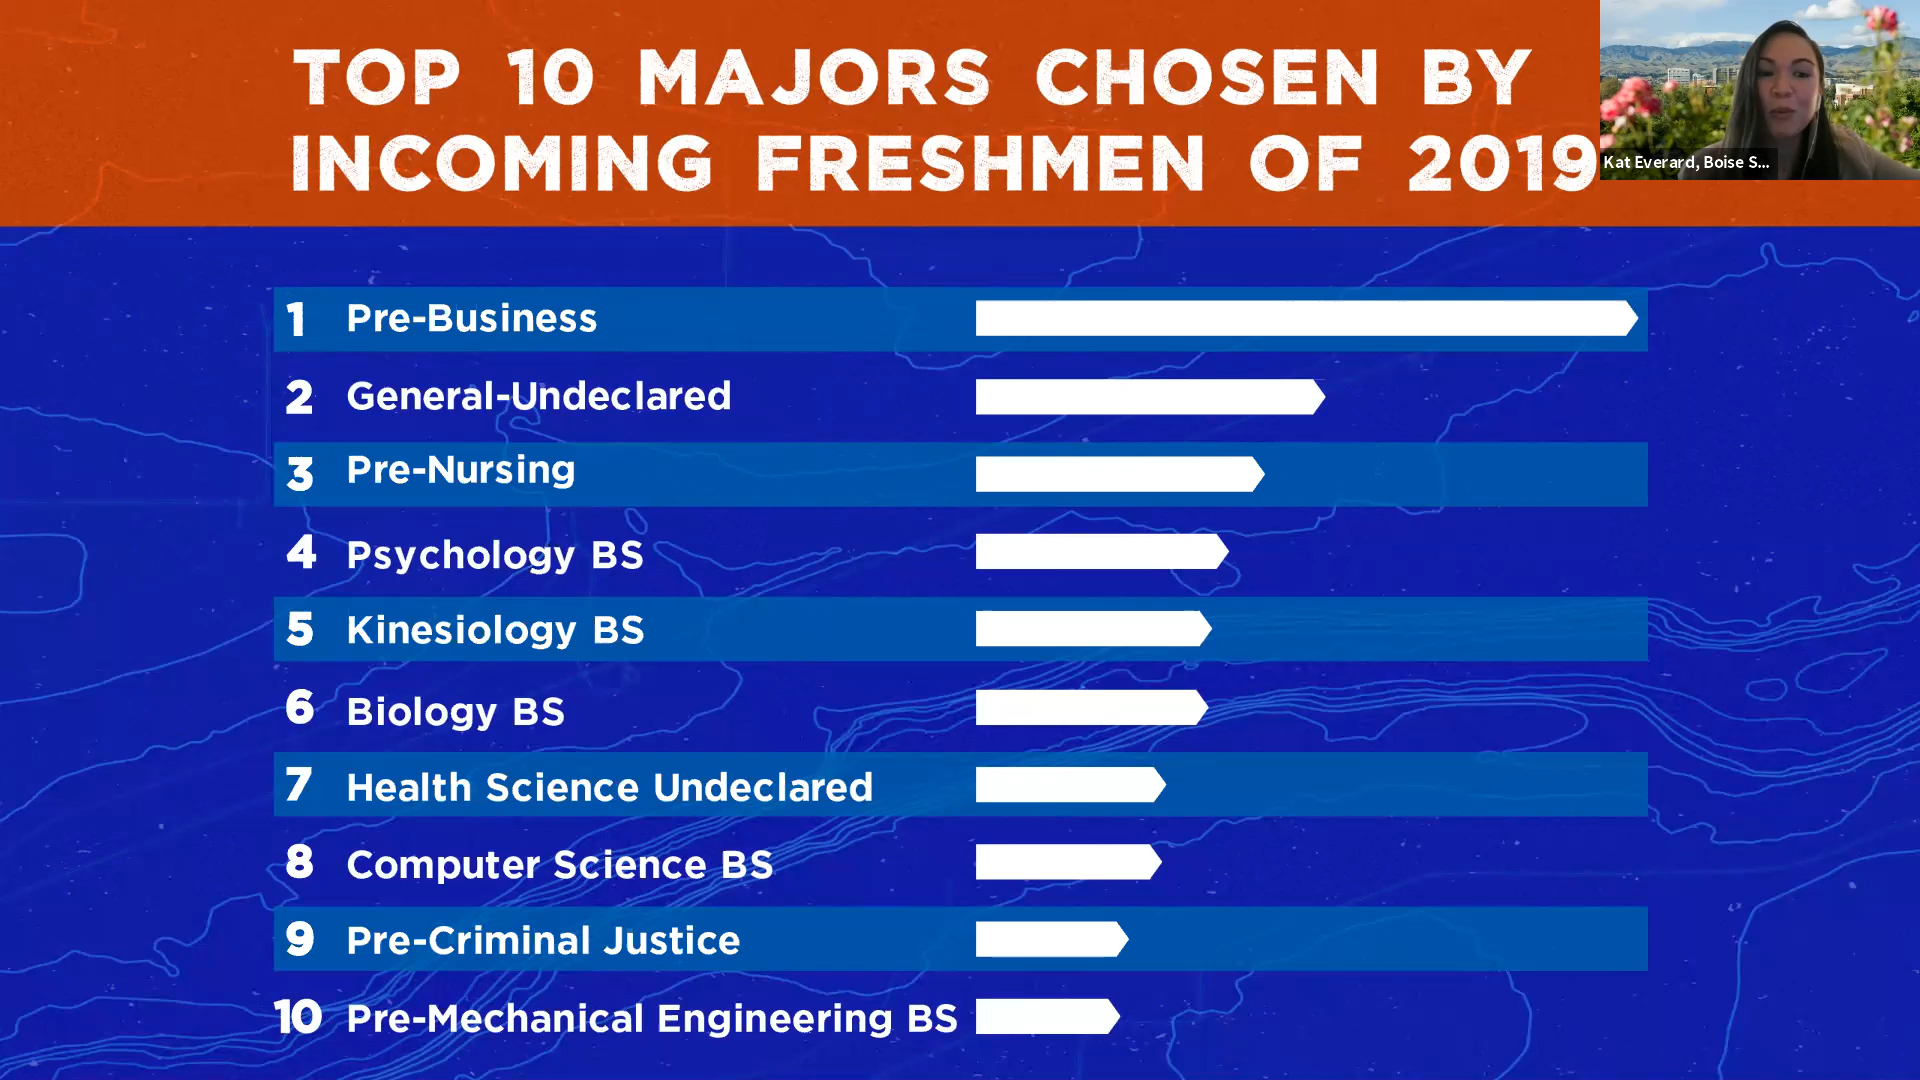 TOP 10 MAJORS CHOSEN BY
INCOMING FRESHMEN OF 2019
Kat Everard, Boise S...
1 Pre-Business
2 General-Undeclared
3 Pre-Nursing
4 Psychology BS
5 Kinesiology BS
6 Biology BS
7 Health Science Undeclared
8 Computer Science BS
9 Pre-Criminal Justice
10 Pre-Mechanical Engineering BS